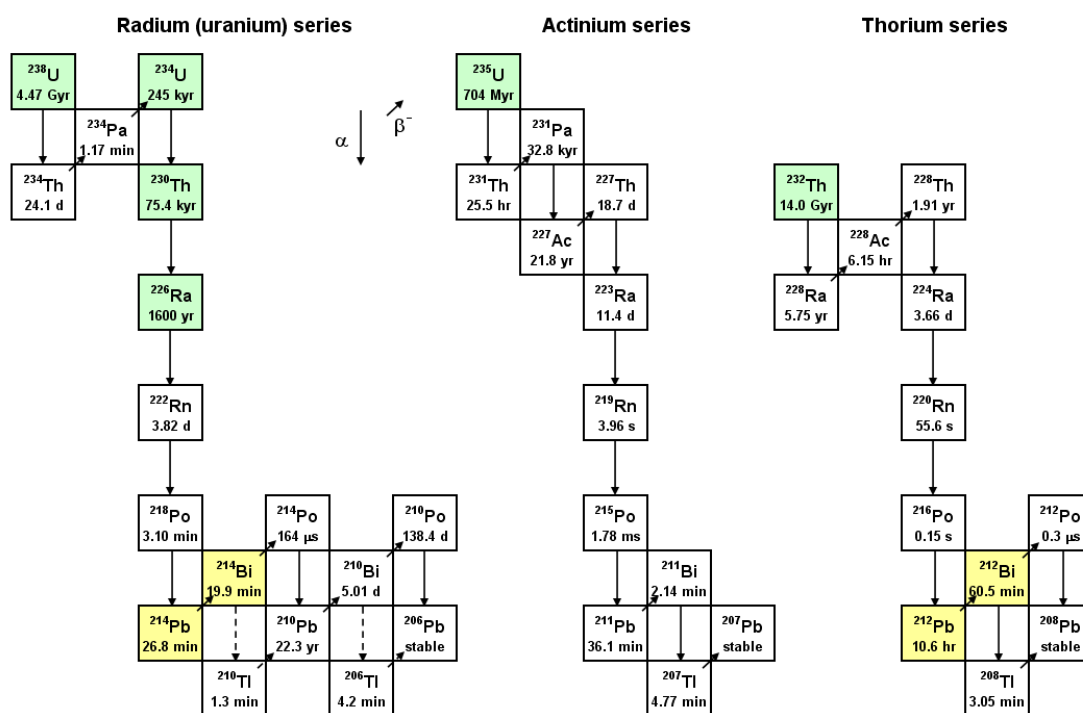 Radium (uranium) series
Actinium series
Thorium series
²³⁸U
4.47 Gyr
²³⁴U
245 kyr
²³⁴Pa
1.17 min
²³⁴Th
24.1 d
²³⁰Th
75.4 kyr
²²⁶Ra
1600 yr
²²²Rn
3.82 d
²¹⁸Po
3.10 min
²¹⁴Po
164 µs
²¹⁰Po
138.4 d
²¹⁴Bi
19.9 min
²¹⁰Bi
5.01 d
²¹⁴Pb
26.8 min
²¹⁰Pb
22.3 yr
²⁰⁶Pb
stable
²¹⁰Tl
1.3 min
²⁰⁶Tl
4.2 min
α
β⁻
²³⁵U
704 Myr
²³¹Pa
32.8 kyr
²³¹Th
25.5 hr
²²⁷Th
18.7 d
²²⁷Ac
21.8 yr
²²³Ra
11.4 d
²¹⁹Rn
3.96 s
²¹⁵Po
1.78 ms
²¹¹Bi
2.14 min
²¹¹Pb
36.1 min
²⁰⁷Pb
stable
²⁰⁷Tl
4.77 min
²³²Th
14.0 Gyr
²²⁸Th
1.91 yr
²²⁸Ac
6.15 hr
²²⁸Ra
5.75 yr
²²⁴Ra
3.66 d
²²⁰Rn
55.6 s
²¹⁶Po
0.15 s
²¹²Po
0.3 µs
²¹²Bi
60.5 min
²¹²Pb
10.6 hr
²⁰⁸Pb
stable
²⁰⁸Tl
3.05 min